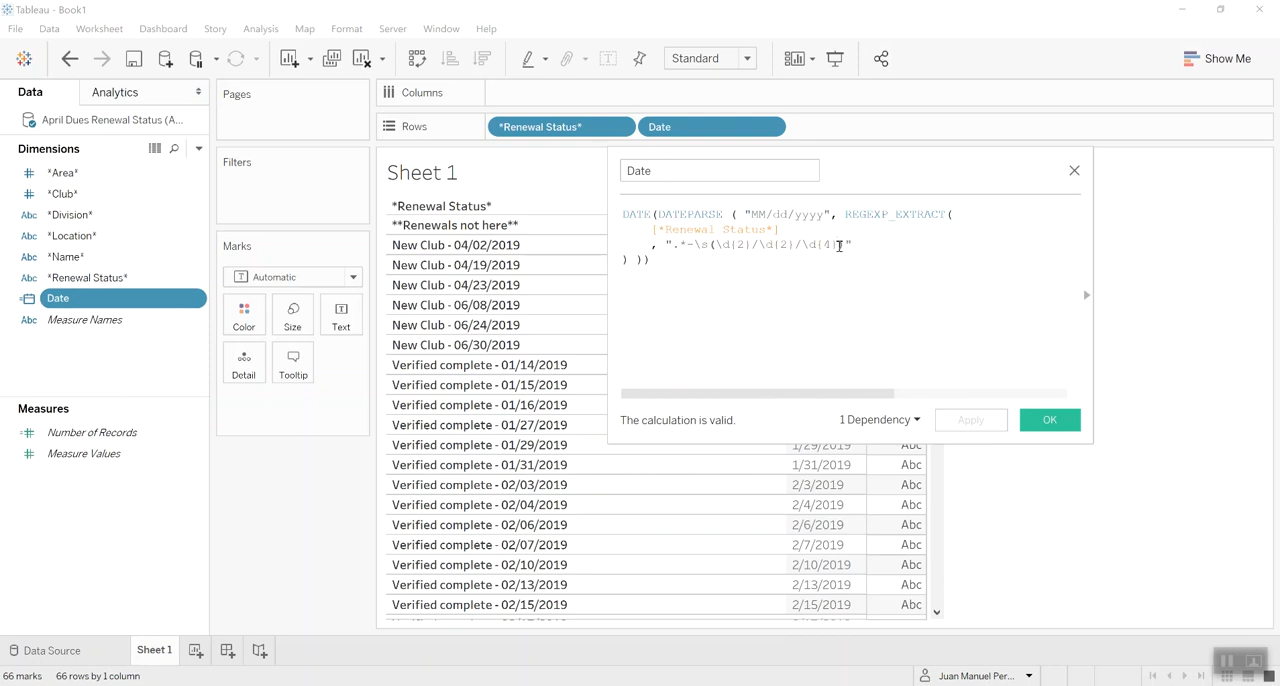 Tableau - Book1
File Data Worksheet Dashboard Story Analysis Map Format Server Window Help
Standard
Show Me
Data Analytics
April Dues Renewal Status (A...
Dimensions
*Area*
*Club*
Abc *Division*
Abc *Location*
Abc *Name*
Abc *Renewal Status*
Date
Abc Measure Names
Measures
Number of Records
Measure Values
Pages
Filters
Marks
Automatic
Color Size Text
Detail Tooltip
Columns
Rows *Renewal Status* Date
Sheet 1
*Renewal Status*
**Renewals not here**
New Club - 04/02/2019
New Club - 04/19/2019
New Club - 04/23/2019
New Club - 06/08/2019
New Club - 06/24/2019
New Club - 06/30/2019
Verified complete - 01/14/2019
Verified complete - 01/15/2019
Verified complete - 01/16/2019
Verified complete - 01/27/2019
Verified complete - 01/29/2019 1/29/2019 Abc
Verified complete - 01/31/2019 1/31/2019 Abc
Verified complete - 02/03/2019 2/3/2019 Abc
Verified complete - 02/04/2019 2/4/2019 Abc
Verified complete - 02/06/2019 2/6/2019 Abc
Verified complete - 02/07/2019 2/7/2019 Abc
Verified complete - 02/10/2019 2/10/2019 Abc
Verified complete - 02/13/2019 2/13/2019 Abc
Verified complete - 02/15/2019 2/15/2019 Abc
Date
DATE(DATEPARSE ( "MM/dd/yyyy", REGEXP_EXTRACT(
[*Renewal Status*]
, ".*-\s(\d{2}/\d{2}/\d{4})"
) ))
The calculation is valid.
1 Dependency
Apply
OK
Data Source Sheet 1
66 marks 66 rows by 1 column
Juan Manuel Per...